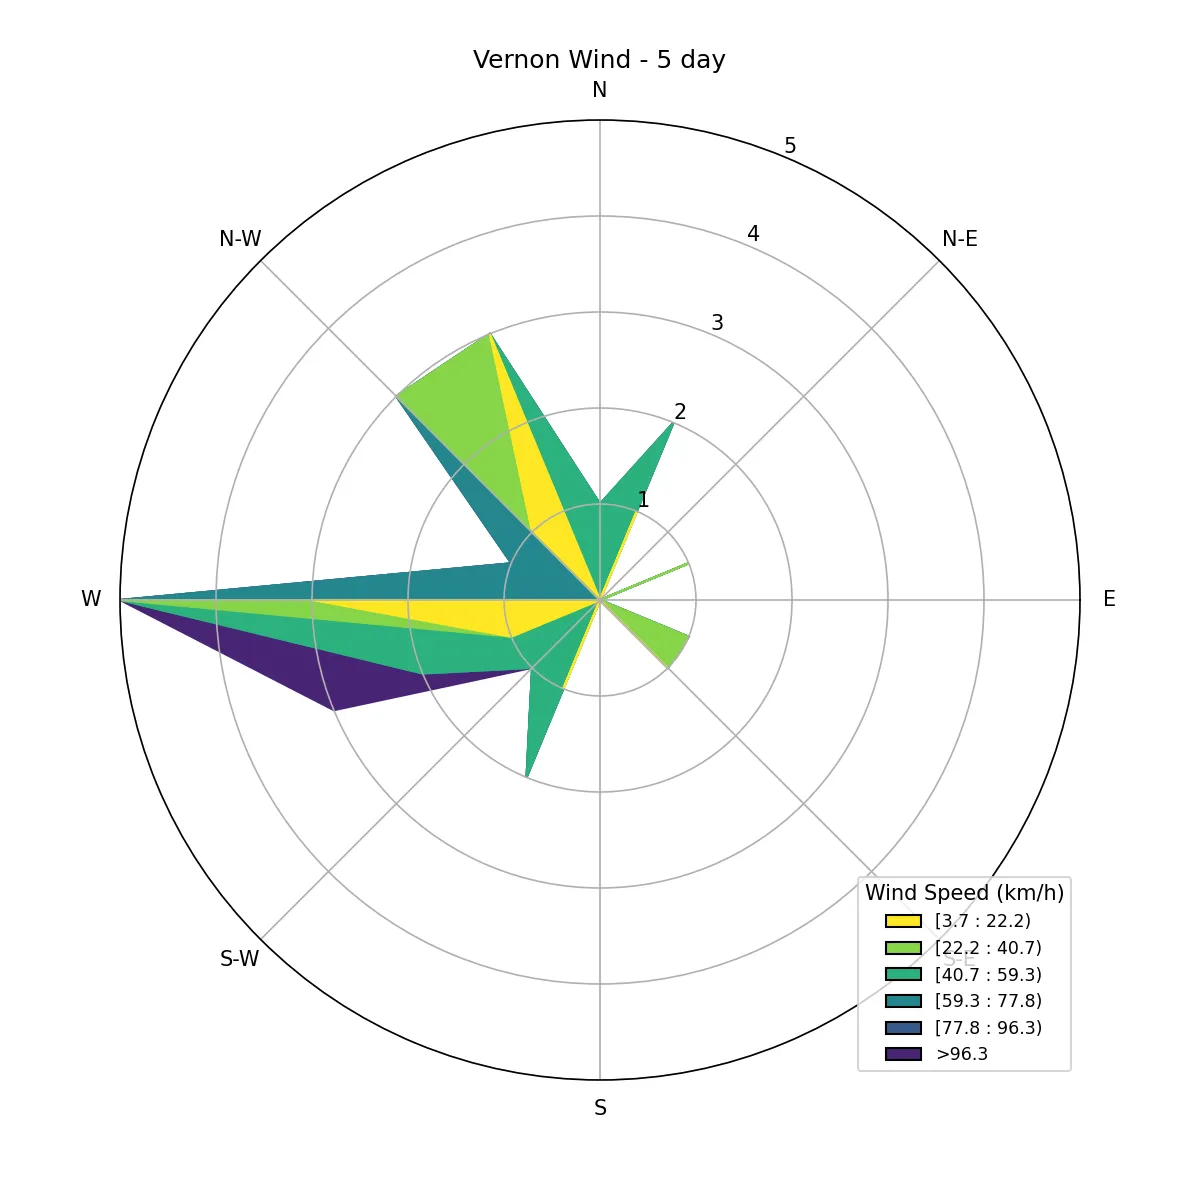 Vernon Wind - 5 day
N
5
N-W
N-E
4
3
2
1
W
E
S-W
S-E
Wind Speed (km/h)
[3.7 : 22.2)
[22.2 : 40.7)
[40.7 : 59.3)
[59.3 : 77.8)
[77.8 : 96.3)
>96.3
S